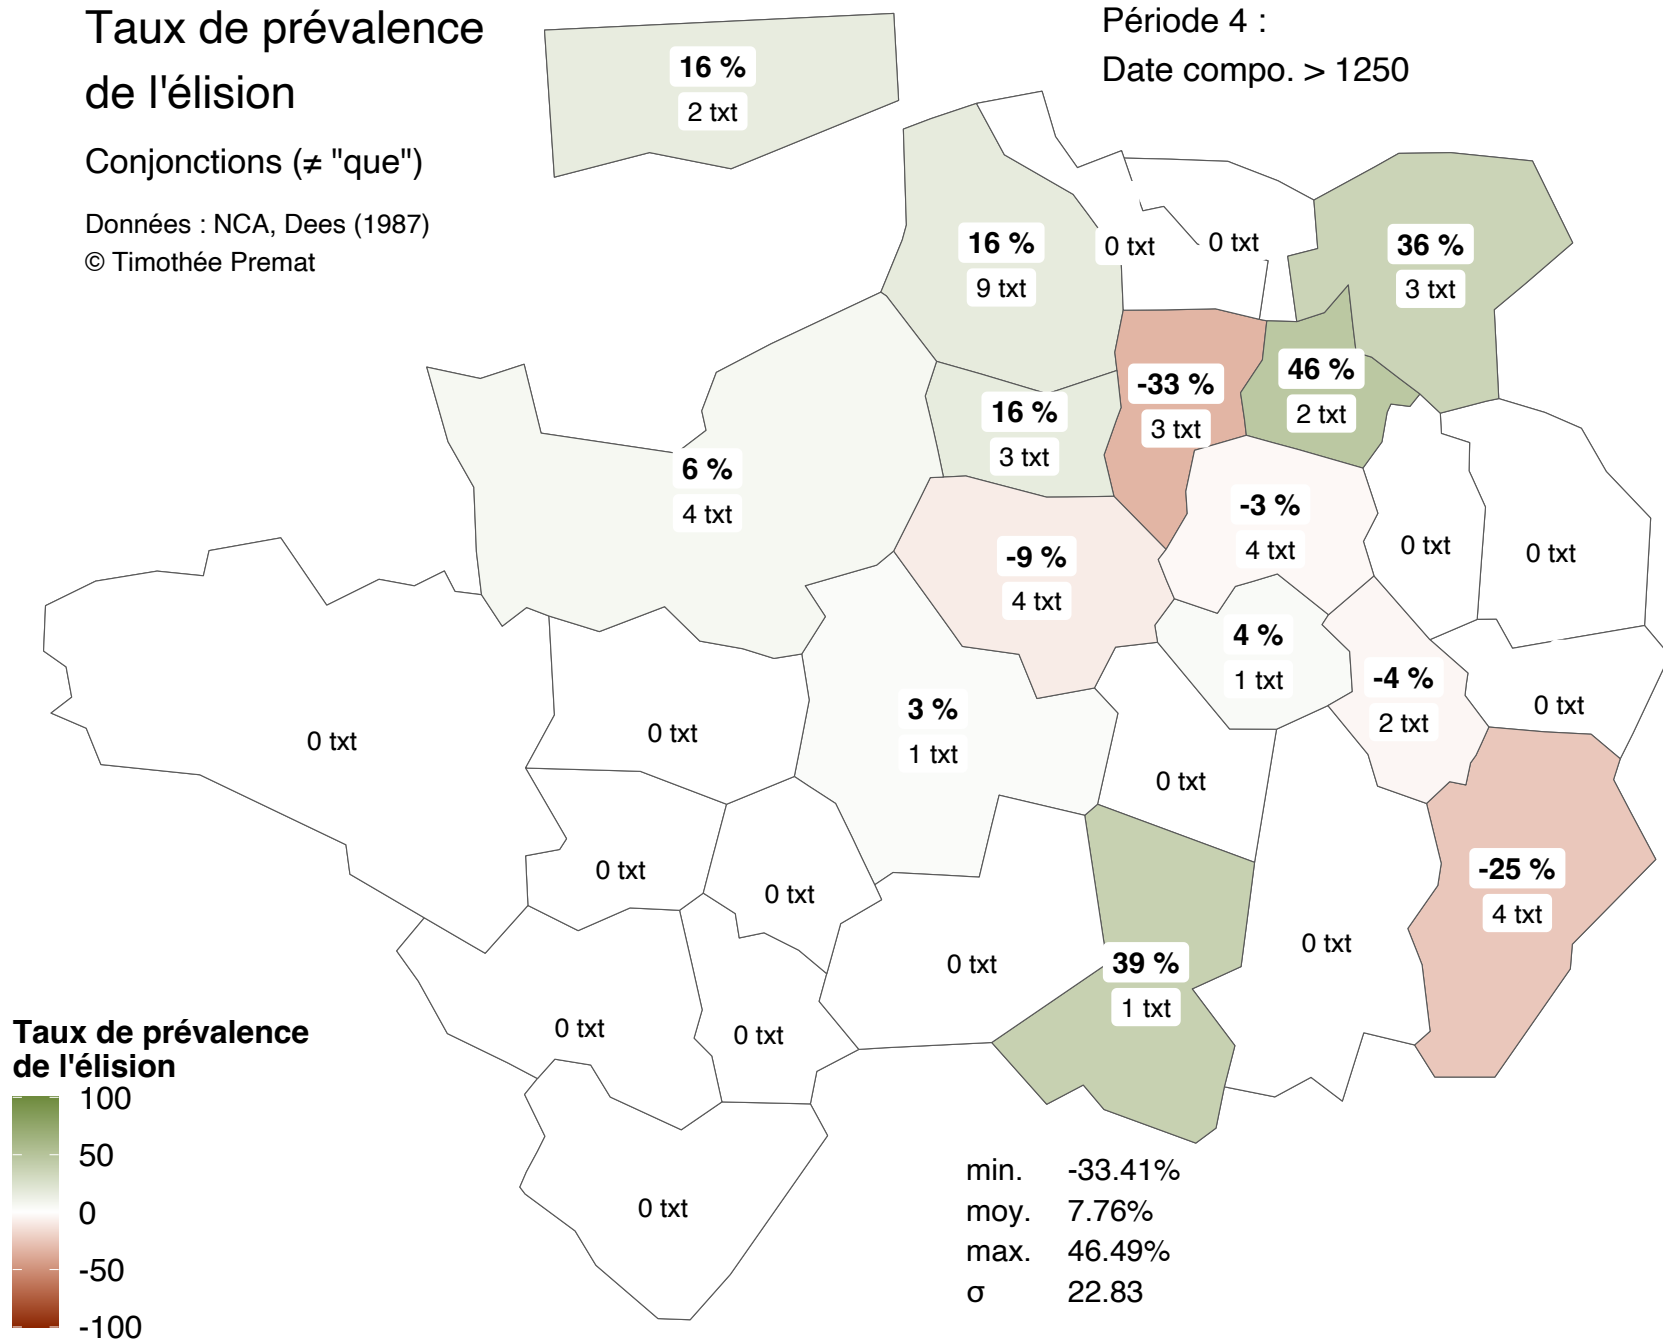 Taux de prévalence
de l'élision
Conjonctions (≠ "que")
Données : NCA, Dees (1987)
© Timothée Premat
Période 4 :
Date compo. > 1250
16 %
2 txt
16 %
9 txt
0 txt
0 txt
36 %
3 txt
-33 %
3 txt
46 %
2 txt
16 %
3 txt
6 %
4 txt
-3 %
4 txt
0 txt
0 txt
-9 %
4 txt
4 %
1 txt
-4 %
2 txt
0 txt
3 %
1 txt
0 txt
0 txt
0 txt
0 txt
0 txt
-25 %
4 txt
0 txt
39 %
1 txt
0 txt
0 txt
0 txt
0 txt
0 txt
Taux de prévalence
de l'élision
100
50
0
-50
-100
min. -33.41%
moy. 7.76%
max. 46.49%
σ 22.83